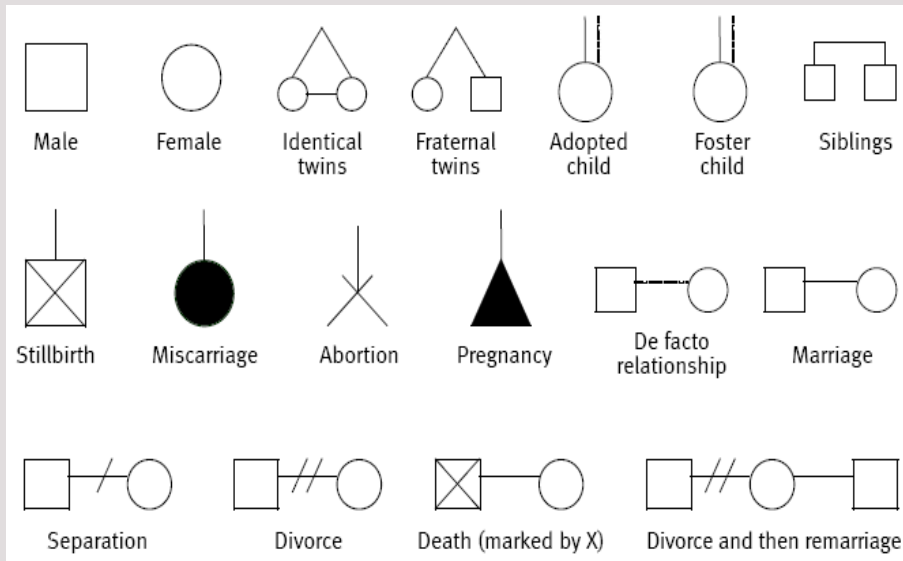 Male
Female
Identical
twins
Fraternal
twins
Adopted
child
Foster
child
Siblings
Stillbirth
Miscarriage
Abortion
Pregnancy
De facto
relationship
Marriage
Separation
Divorce
Death (marked by X)
Divorce and then remarriage